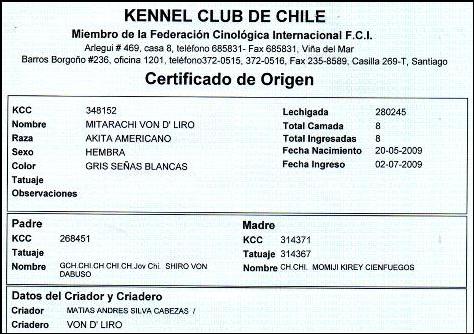 KENNEL CLUB DE CHILE
Miembro de la Federación Cinológica Internacional F.C.I.
Arlegui # 469, casa 8, teléfono 685831- Fax 685831, Viña del Mar
Barros Borgoño #236, oficina 1201, teléfono372-0515, 372-0516, Fax 235-8589, Casilla 269-T, Santiago
Certificado de Origen
KCC 348152 Lechigada 280245
Nombre MITARACHI VON D' LIRO Total Camada 8
Raza AKITA AMERICANO Total Ingresadas 8
Sexo HEMBRA Fecha Nacimiento 20-05-2009
Color GRIS SEÑAS BLANCAS Fecha Ingreso 02-07-2009
Tatuaje
Observaciones
Padre Madre
KCC 268451 KCC 314371
Tatuaje Tatuaje 314367
Nombre GCH.CHI.CH CHI.CH.Jov Chi. SHIRO VON DABUSO Nombre CH.CHI. MOMIJI KIREY CIENFUEGOS
Datos del Criador y Criadero
Criador MATIAS ANDRES SILVA CABEZAS /
Criadero VON D' LIRO